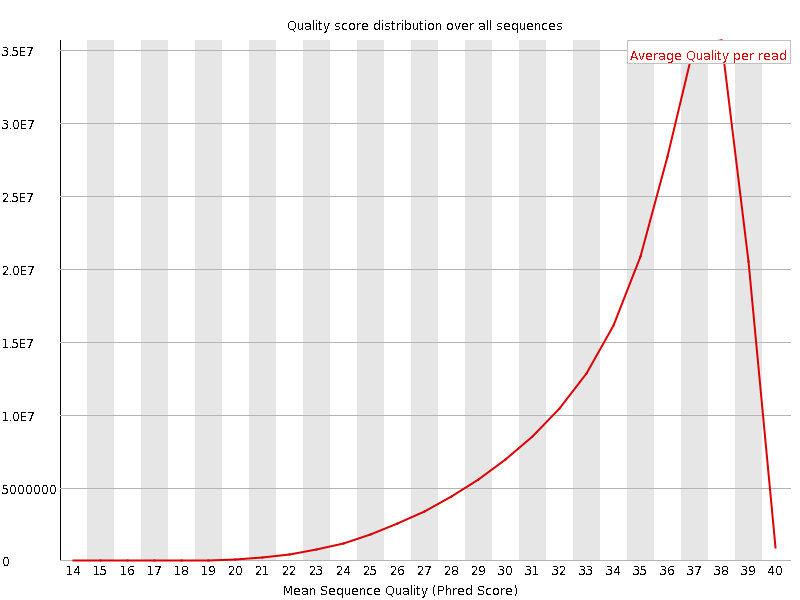 Quality score distribution over all sequences
Average Quality per read
3.5E7
3.0E7
2.5E7
2.0E7
1.5E7
1.0E7
5000000
0
14 15 16 17 18 19 20 21 22 23 24 25 26 27 28 29 30 31 32 33 34 35 36 37 38 39 40
Mean Sequence Quality (Phred Score)